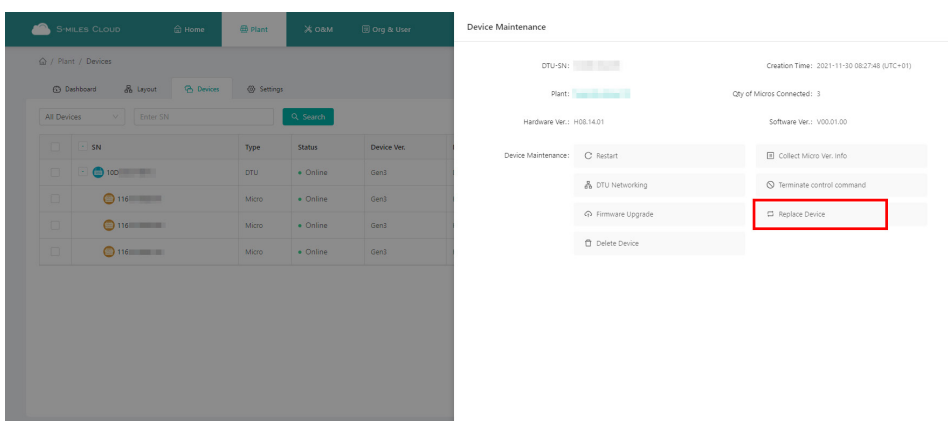 S-MILES CLOUD Home Plant O&M Org & User
/ Plant / Devices
Dashboard Layout Devices Settings
All Devices Enter SN Search
SN Type Status Device Ver.
10D DTU Online Gen3
116 Micro Online Gen3
116 Micro Online Gen3
116 Micro Online Gen3
Device Maintenance
DTU-SN: Creation Time: 2021-11-30 08:27:48 (UTC+01)
Plant: Qty of Micros Connected: 3
Hardware Ver.: H08.14.01 Software Ver.: V00.01.00
Device Maintenance: Restart Collect Micro Ver. Info
DTU Networking Terminate control command
Firmware Upgrade Replace Device
Delete Device